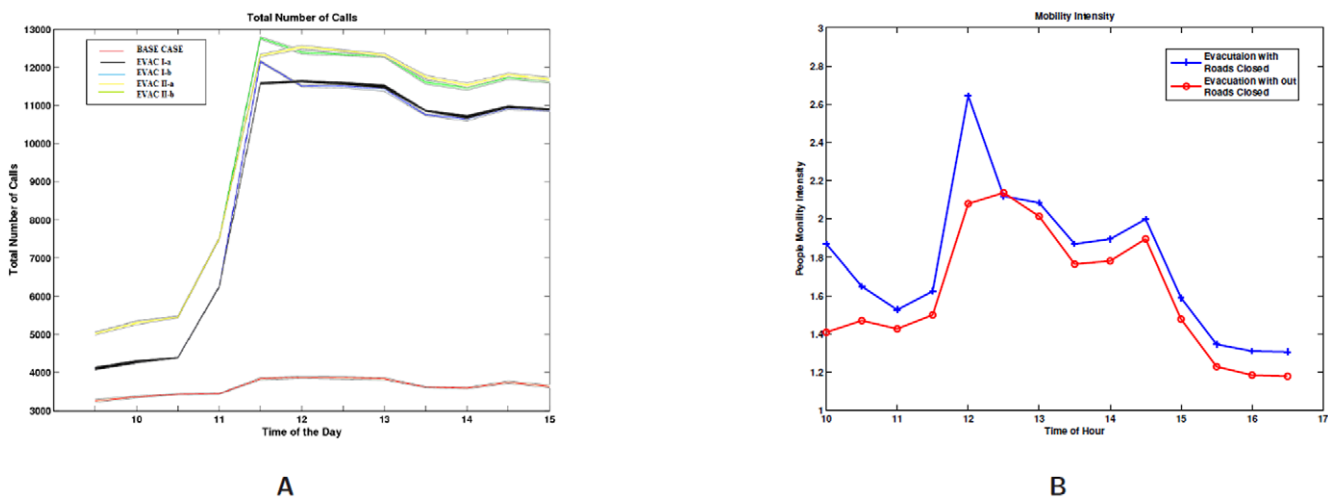 Total Number of Calls
13000
12000
11000
10000
9000
8000
7000
6000
5000
4000
3000
Total Number of Calls
BASE CASE
EVAC I-a
EVAC I-b
EVAC II-a
EVAC II-b
10
11
12
13
14
15
Time of the Day
A
Mobility Intensity
3
2.8
2.6
2.4
2.2
2
1.8
1.6
1.4
1.2
1
People Monility Intensity
Evacutaion with
Roads Closed
Evacuation with out
Roads Closed
10
11
12
13
14
15
16
17
Time of Hour
B